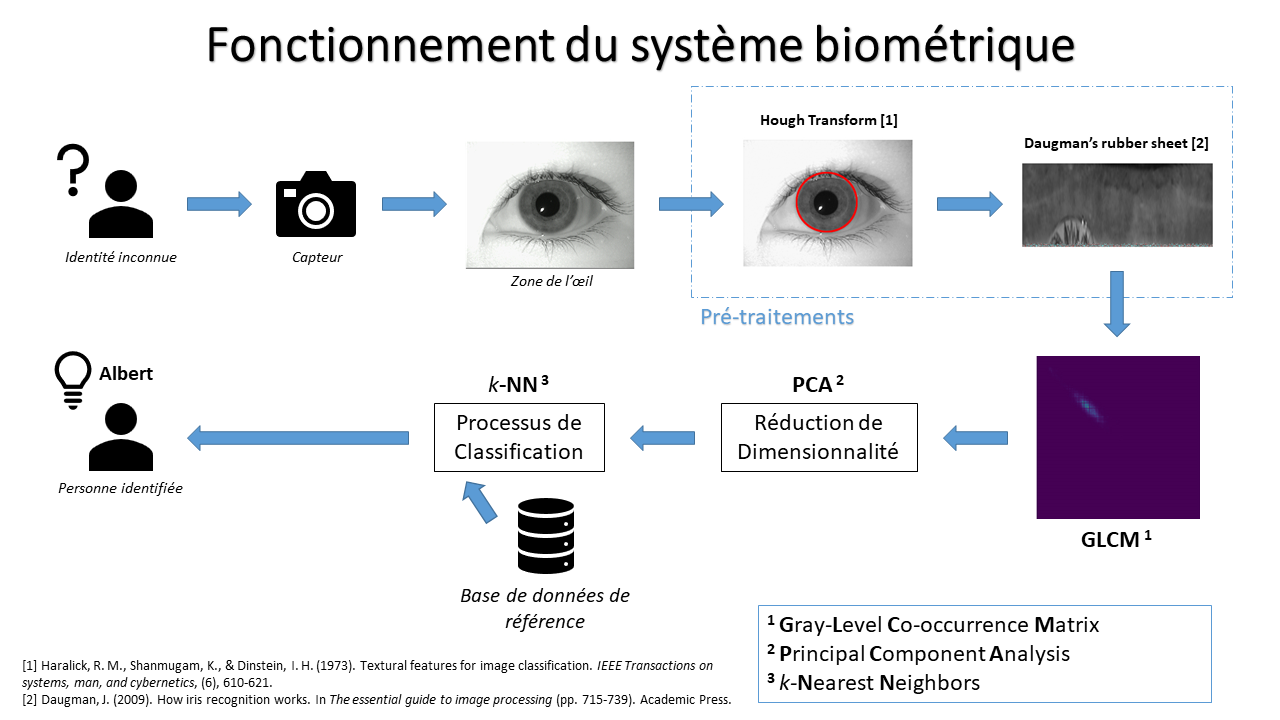 Fonctionnement du système biométrique
Hough Transform [1]
Daugman's rubber sheet [2]
?
Identité inconnue
Capteur
Zone de l'œil
Pré-traitements
Albert
Personne identifiée
k-NN ³
Processus de
Classification
PCA ²
Réduction de
Dimensionnalité
GLCM ¹
Base de données de
référence
¹ Gray-Level Co-occurrence Matrix
² Principal Component Analysis
³ k-Nearest Neighbors
[1] Haralick, R. M., Shanmugam, K., & Dinstein, I. H. (1973). Textural features for image classification. IEEE Transactions on
systems, man, and cybernetics, (6), 610-621.
[2] Daugman, J. (2009). How iris recognition works. In The essential guide to image processing (pp. 715-739). Academic Press.